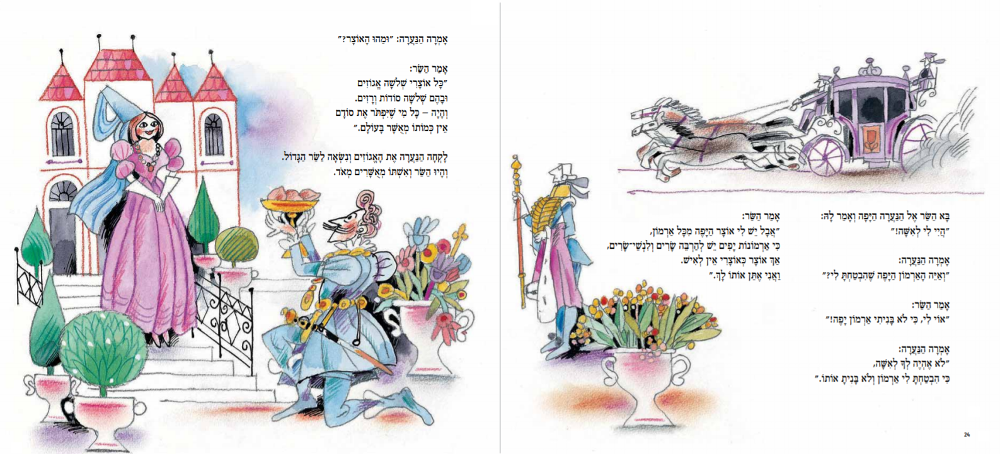 בָּא הַשַּׂר אֶל הַנַּעֲרָה הַיָּפָה וְאָמַר לָהּ:
״הֲיִי לִי לְאִשָּׁה!״
אָמְרָה הַנַּעֲרָה:
״וְאַיֵּה הָאַרְמוֹן הַיָּפֶה שֶׁהִבְטַחְתָּ לִי?״
אָמַר הַשַּׂר:
״אוֹי לִי, כִּי לֹא בָּנִיתִי אַרְמוֹן יָפֶה!״
אָמְרָה הַנַּעֲרָה:
״לֹא אֶהְיֶה לְךָ לְאִשָּׁה,
כִּי הִבְטַחְתָּ לִי אַרְמוֹן וְלֹא בָּנִיתָ אוֹתוֹ.״
אָמַר הַשַּׂר:
״אֲבָל יֵשׁ לִי אוֹצָר הַיָּפֶה מִכָּל אַרְמוֹן,
כִּי אַרְמוֹנוֹת יָפִים יֵשׁ לְהַרְבֵּה שָׂרִים וְלִנְשֵׁי־שָׂרִים,
אַךְ אוֹצָר כְּאוֹצָרִי אֵין לְאִישׁ.
וַאֲנִי אֶתֵּן אוֹתוֹ לָךְ.״
24
אָמְרָה הַנַּעֲרָה: ״וּמַהוּ הָאוֹצָר?״
אָמַר הַשַּׂר:
״כָּל אוֹצָרִי שְׁלֹשָׁה אֱגוֹזִים
וּבָהֶם שְׁלֹשָׁה סוֹדוֹת וְרָזִים.
וְהָיָה – כָּל מִי שֶׁיִּפְתֹּר אֶת סוֹדָם
אֵין כְּמוֹתוֹ מְאֻשָּׁר בָּעוֹלָם.״
לָקְחָה הַנַּעֲרָה אֶת הָאֱגוֹזִים וְנִשְּׂאָה לַשַּׂר הַגָּדוֹל.
וְהָיוּ הַשַּׂר וְאִשְׁתּוֹ מְאֻשָּׁרִים מְאֹד.